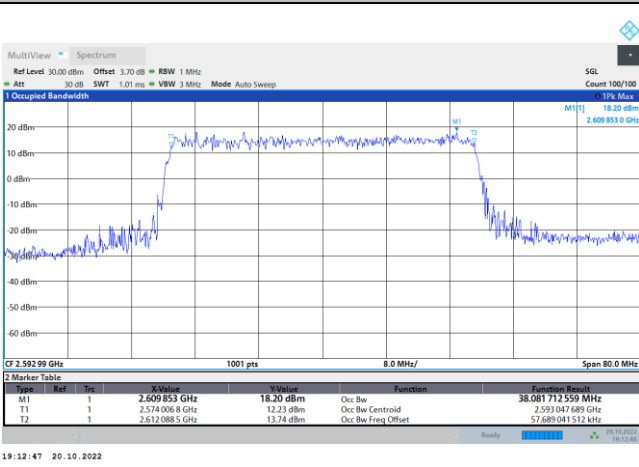 MultiView Spectrum
Ref Level 30.00 dBm Offset 3.70 dB RBW 1 MHz SGL
Att 30 dB SWT 1.01 ms VBW 3 MHz Mode Auto Sweep Count 100/100
1 Occupied Bandwidth 1Pk Max
M1[1] 18.20 dBm
2.609 853 0 GHz
M1
T1 T2
20 dBm
10 dBm
0 dBm
-10 dBm
-20 dBm
-30 dBm
-40 dBm
-50 dBm
-60 dBm
CF 2.592 99 GHz 1001 pts 8.0 MHz/ Span 80.0 MHz
2 Marker Table
Type Ref Trc X-Value Y-Value Function Function Result
M1 1 2.609 853 GHz 18.20 dBm Occ Bw 38.081 712 559 MHz
T1 1 2.574 006 8 GHz 12.23 dBm Occ Bw Centroid 2.593 047 689 GHz
T2 1 2.612 088 5 GHz 13.74 dBm Occ Bw Freq Offset 57.689 041 512 kHz
Ready 20.10.2022
19:12:46
19:12:47 20.10.2022